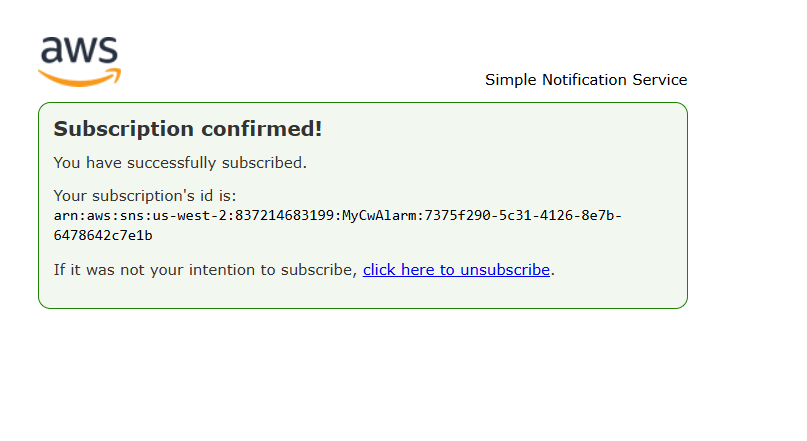 aws
Simple Notification Service
Subscription confirmed!
You have successfully subscribed.
Your subscription's id is:
arn:aws:sns:us-west-2:837214683199:MyCwAlarm:7375f290-5c31-4126-8e7b-
6478642c7e1b
If it was not your intention to subscribe, click here to unsubscribe.